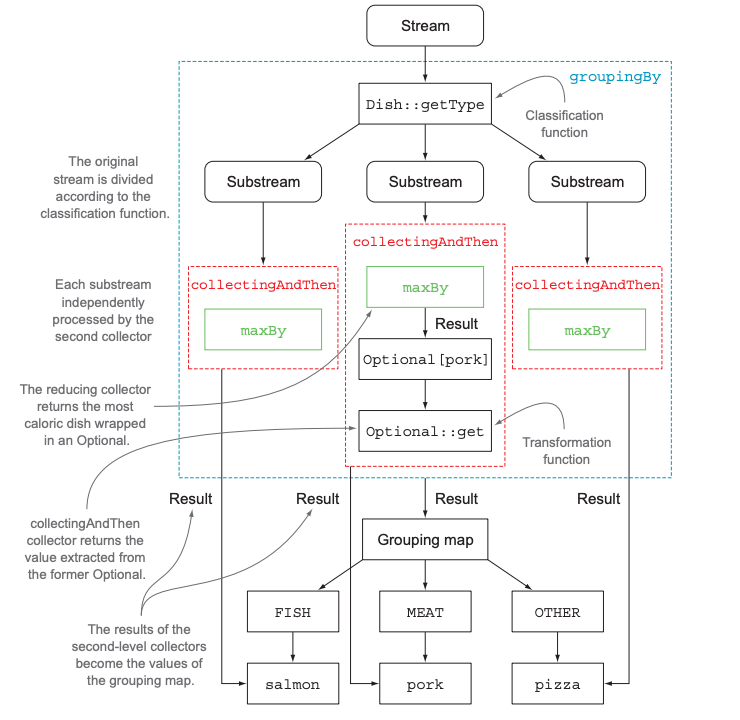 Stream
groupingBy
Dish::getType
Classification
function
The original
stream is divided
according to the
classification function.
Substream
Substream
Substream
collectingAndThen
collectingAndThen
collectingAndThen
Each substream
independently
processed by the
second collector
maxBy
maxBy
maxBy
Result
Optional[pork]
The reducing collector
returns the most
caloric dish wrapped
in an Optional.
Optional::get
Transformation
function
Result
Result
Result
Result
collectingAndThen
collector returns the
value extracted from
the former Optional.
Grouping map
FISH
MEAT
OTHER
The results of the
second-level collectors
become the values of
the grouping map.
salmon
pork
pizza